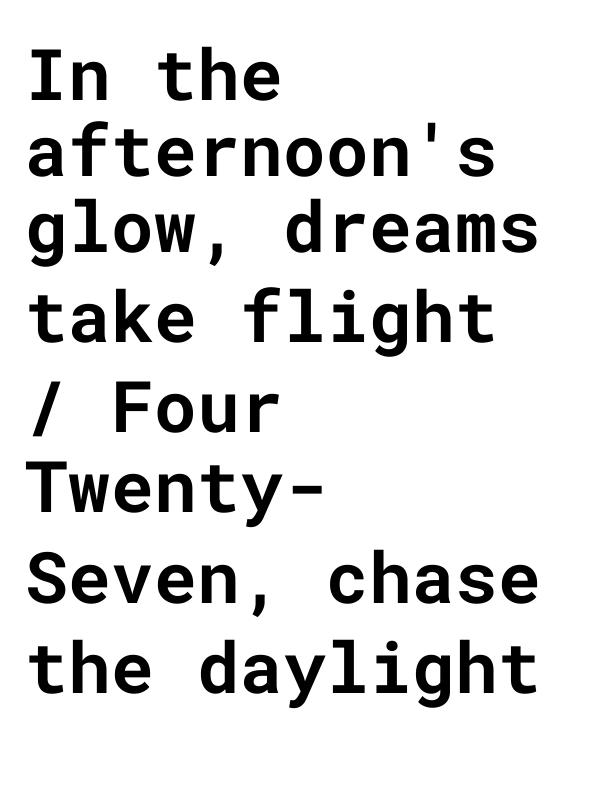 In the
afternoon's
glow, dreams
take flight
/ Four
Twenty-
Seven, chase
the daylight